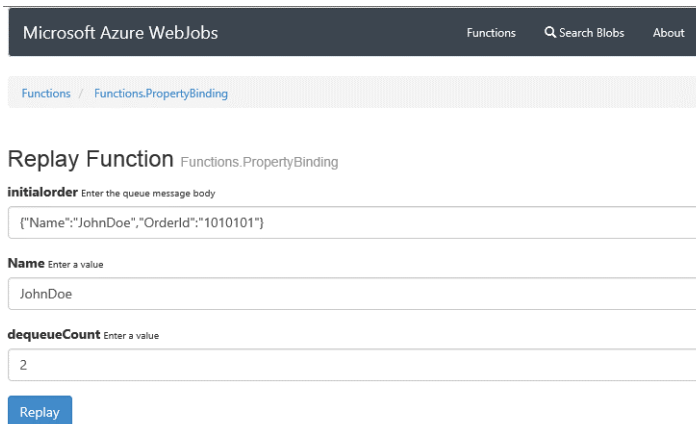 Microsoft Azure WebJobs Functions Search Blobs About
Functions / Functions.PropertyBinding
Replay Function Functions.PropertyBinding
initialorder Enter the queue message body
{"Name":"JohnDoe","OrderId":"1010101"}
Name Enter a value
JohnDoe
dequeueCount Enter a value
2
Replay